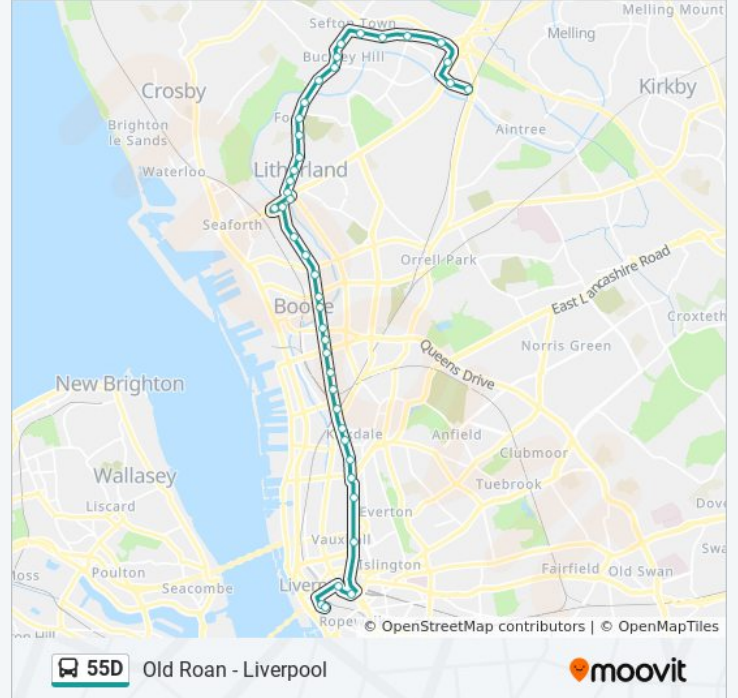 Sefton Town
Melling Mount
Melling
Buckley Hill
Kirkby
Crosby
Brighton
le Sands
Aintree
Litherland
Waterloo
Seaforth
Orrell Park
East Lancashire Road
Bootle
Croxteth
Queens Drive
Norris Green
New Brighton
Kirkdale
Anfield
Clubmoor
Wallasey
Tuebrook
Liscard
Everton
Vauxhall
Islington
Poulton
Fairfield
Old Swan
Seacombe
© OpenStreetMap contributors | © OpenMapTiles
55D
Old Roan - Liverpool
moovit